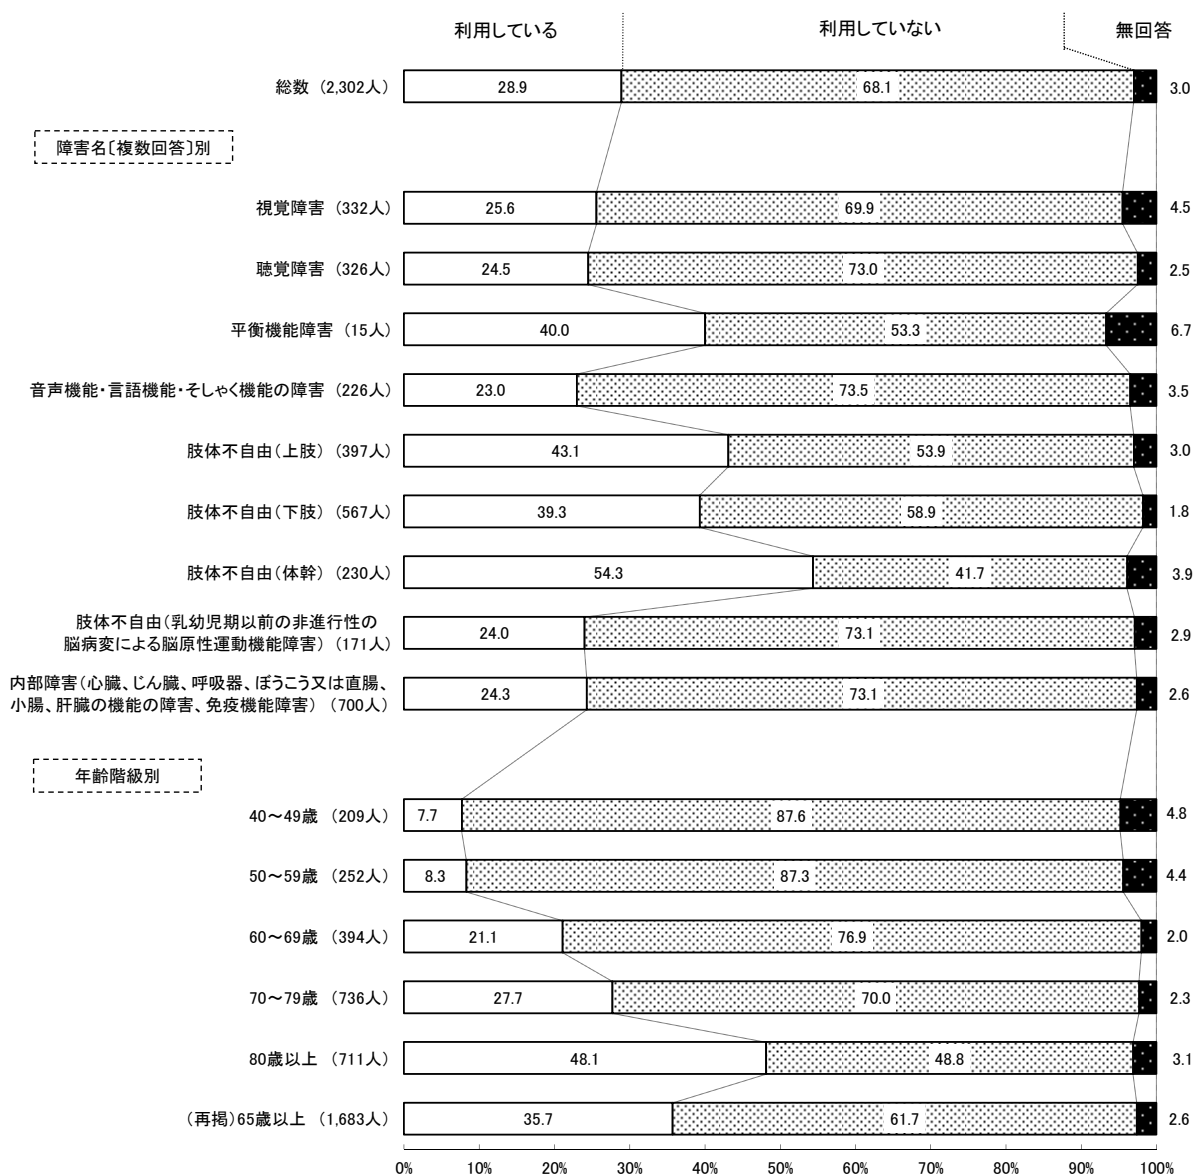 利用している 利用していない 無回答
総数 (2,302人) 28.9 68.1 3.0
障害名〔複数回答〕別
視覚障害 (332人) 25.6 69.9 4.5
聴覚障害 (326人) 24.5 73.0 2.5
平衡機能障害 (15人) 40.0 53.3 6.7
音声機能・言語機能・そしゃく機能の障害 (226人) 23.0 73.5 3.5
肢体不自由(上肢) (397人) 43.1 53.9 3.0
肢体不自由(下肢) (567人) 39.3 58.9 1.8
肢体不自由(体幹) (230人) 54.3 41.7 3.9
肢体不自由(乳幼児期以前の非進行性の
脳病変による脳原性運動機能障害) (171人) 24.0 73.1 2.9
内部障害(心臓、じん臓、呼吸器、ぼうこう又は直腸、
小腸、肝臓の機能の障害、免疫機能障害) (700人) 24.3 73.1 2.6
年齢階級別
40～49歳 (209人) 7.7 87.6 4.8
50～59歳 (252人) 8.3 87.3 4.4
60～69歳 (394人) 21.1 76.9 2.0
70～79歳 (736人) 27.7 70.0 2.3
80歳以上 (711人) 48.1 48.8 3.1
(再掲)65歳以上 (1,683人) 35.7 61.7 2.6
0% 10% 20% 30% 40% 50% 60% 70% 80% 90% 100%